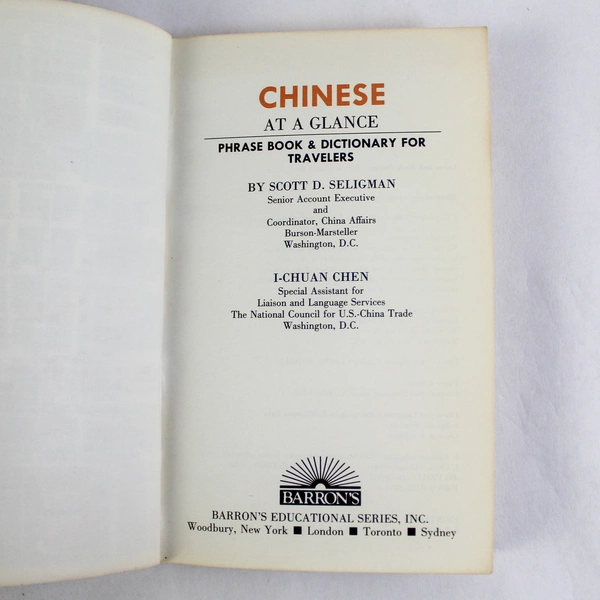 CHINESE
AT A GLANCE
PHRASE BOOK & DICTIONARY FOR
TRAVELERS
BY SCOTT D. SELIGMAN
Senior Account Executive
and
Coordinator, China Affairs
Burson-Marsteller
Washington, D.C.
I-CHUAN CHEN
Special Assistant for
Liaison and Language Services
The National Council for U.S.-China Trade
Washington, D.C.
BARRON'S
BARRON'S EDUCATIONAL SERIES, INC.
Woodbury, New York ■ London ■ Toronto ■ Sydney